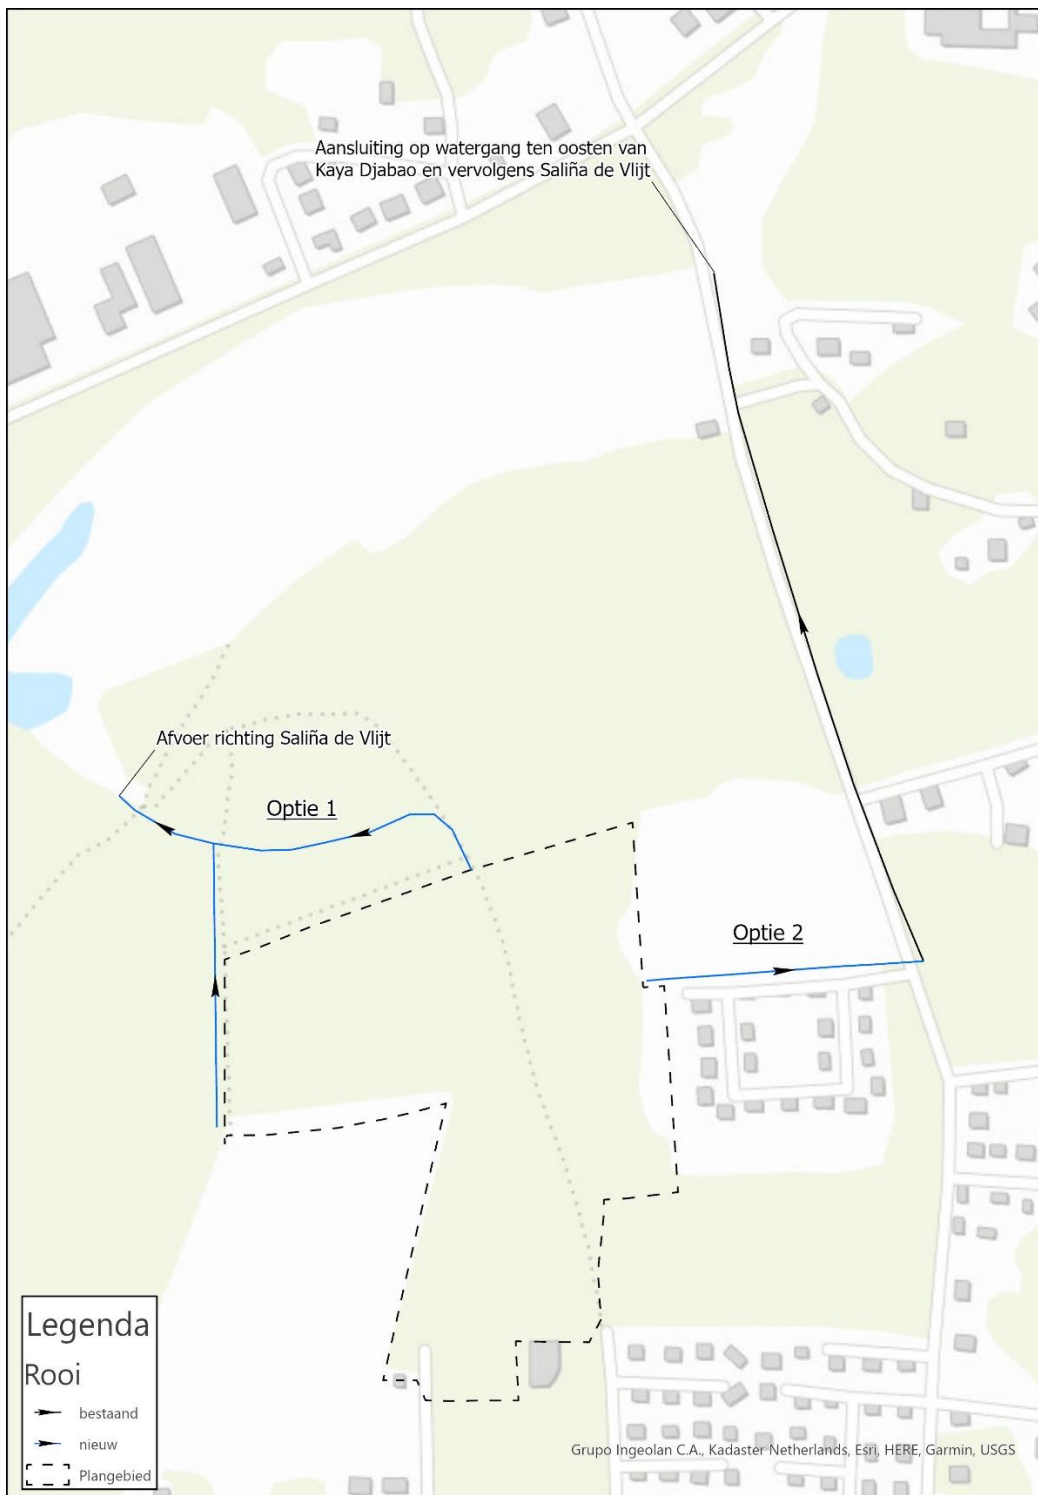 Aansluiting op watergang ten oosten van
Kaya Djabao en vervolgens Saliña de Vlijt
Afvoer richting Saliña de Vlijt
Optie 1
Optie 2
Legenda
Rooi
bestaand
nieuw
Plangebied
Grupo Ingeolan C.A., Kadaster Netherlands, Esri, HERE, Garmin, USGS